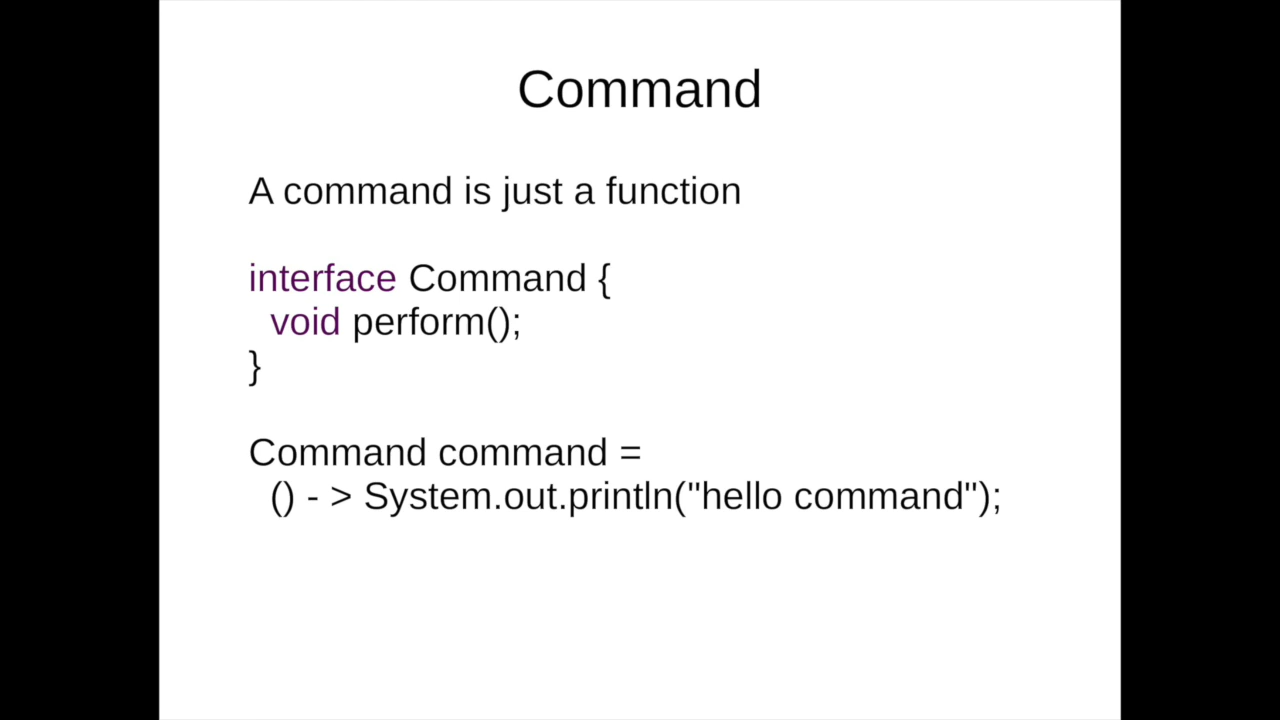 Command
A command is just a function
interface Command {
void perform();
}
Command command =
() - > System.out.println("hello command");